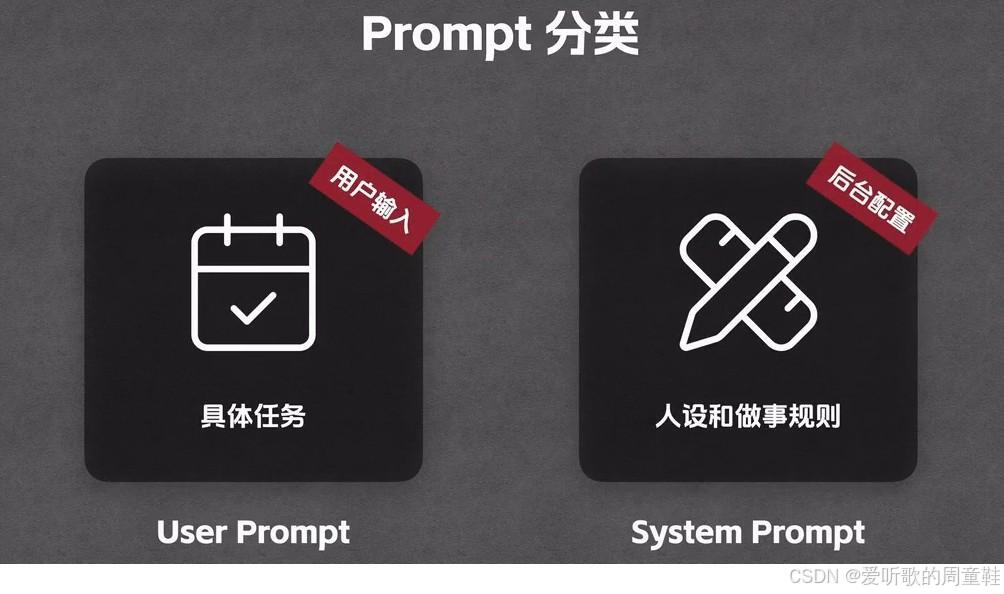 Prompt 分类
用户输入
后台配置
具体任务
人设和做事规则
User Prompt
System Prompt
CSDN @爱听歌的周童鞋